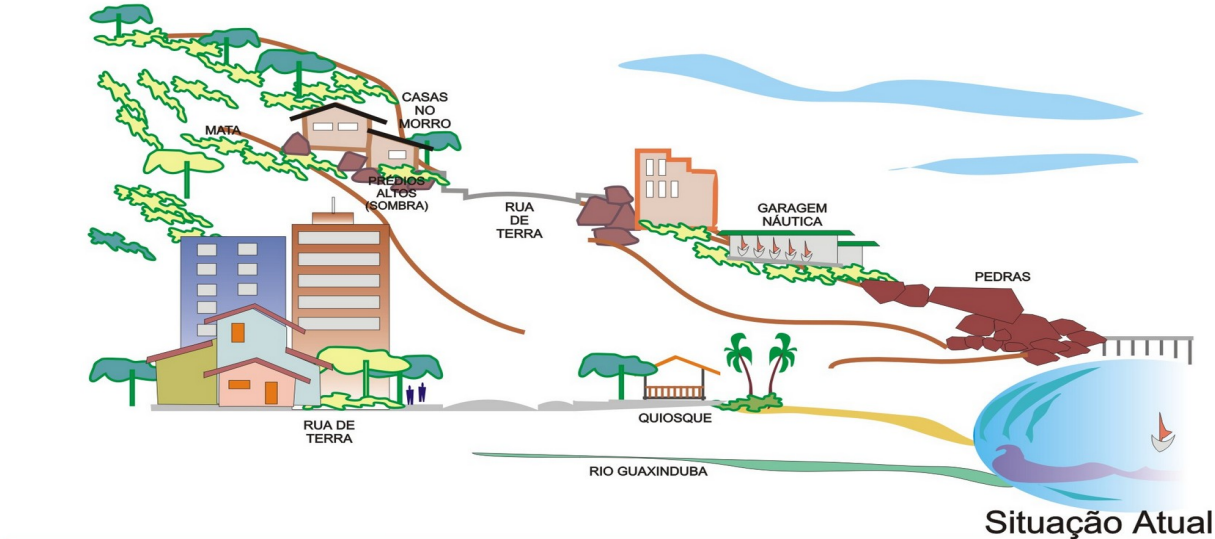 CASAS
NO
MORRO
MATA
PRÉDIOS
ALTOS
(SOMBRA)
RUA
DE
TERRA
GARAGEM
NÁUTICA
PEDRAS
QUIOSQUE
RUA DE
TERRA
RIO GUAXINDUBA
Situação Atual